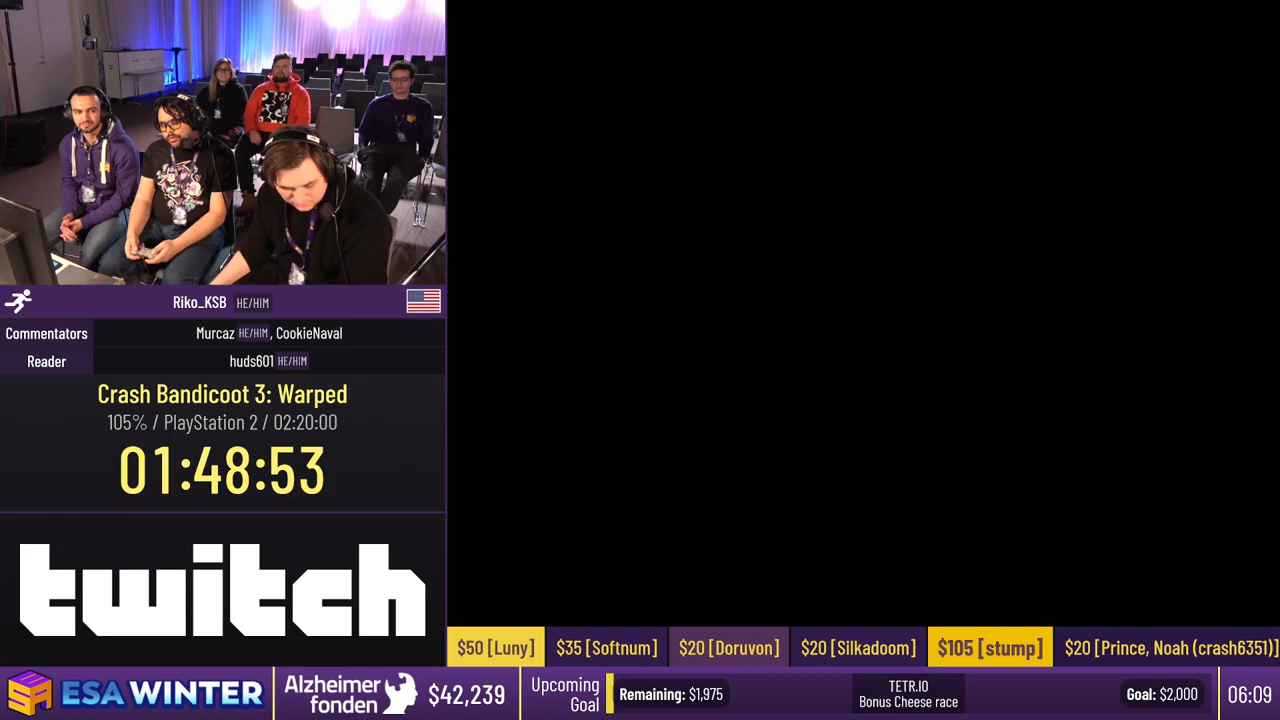 Riko_KSB HE/HIM
Commentators Murcaz HE/HIM, CookieNaval
Reader huds601 HE/HIM
Crash Bandicoot 3: Warped
105% / PlayStation 2 / 02:20:00
01:48:53
twitch
$50 [Luny] $35 [Softnum] $20 [Doruvon] $20 [Silkadoom] $105 [stump] $20 [Prince, Noah (crash6351)]
ESA WINTER
Alzheimer
fonden
$42,239
Upcoming
Goal
Remaining: $1,975
TETR.IO
Bonus Cheese race
Goal: $2,000
06:09